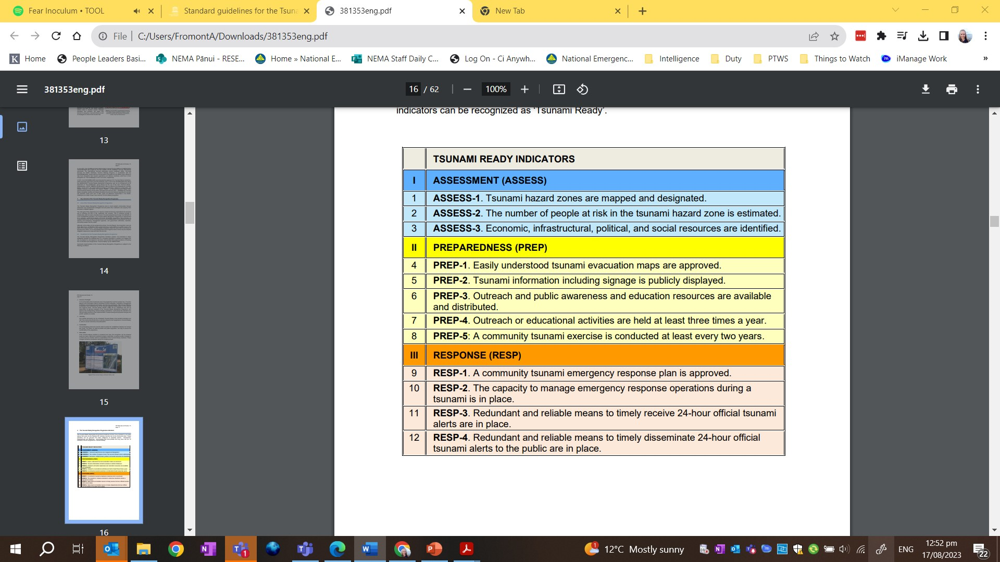 Fear Inoculum • TOOL
Standard guidelines for the Tsuna
381353eng.pdf
New Tab
File
C:/Users/FromontA/Downloads/381353eng.pdf
Home
People Leaders Basi...
NEMA Pānui - RESE...
Home » National E...
NEMA Staff Daily C...
Log On - Ci Anywh...
National Emergenc...
Intelligence
Duty
PTWS
Things to Watch
iManage Work
»
381353eng.pdf
16 / 62
100%
13
14
15
16
indicators can be recognized as 'Tsunami Ready'.
TSUNAMI READY INDICATORS
I ASSESSMENT (ASSESS)
1 ASSESS-1. Tsunami hazard zones are mapped and designated.
2 ASSESS-2. The number of people at risk in the tsunami hazard zone is estimated.
3 ASSESS-3. Economic, infrastructural, political, and social resources are identified.
II PREPAREDNESS (PREP)
4 PREP-1. Easily understood tsunami evacuation maps are approved.
5 PREP-2. Tsunami information including signage is publicly displayed.
6 PREP-3. Outreach and public awareness and education resources are available
and distributed.
7 PREP-4. Outreach or educational activities are held at least three times a year.
8 PREP-5: A community tsunami exercise is conducted at least every two years.
III RESPONSE (RESP)
9 RESP-1. A community tsunami emergency response plan is approved.
10 RESP-2. The capacity to manage emergency response operations during a
tsunami is in place.
11 RESP-3. Redundant and reliable means to timely receive 24-hour official tsunami
alerts are in place.
12 RESP-4. Redundant and reliable means to timely disseminate 24-hour official
tsunami alerts to the public are in place.
1
1
12°C Mostly sunny
ENG
12:52 pm
17/08/2023
22